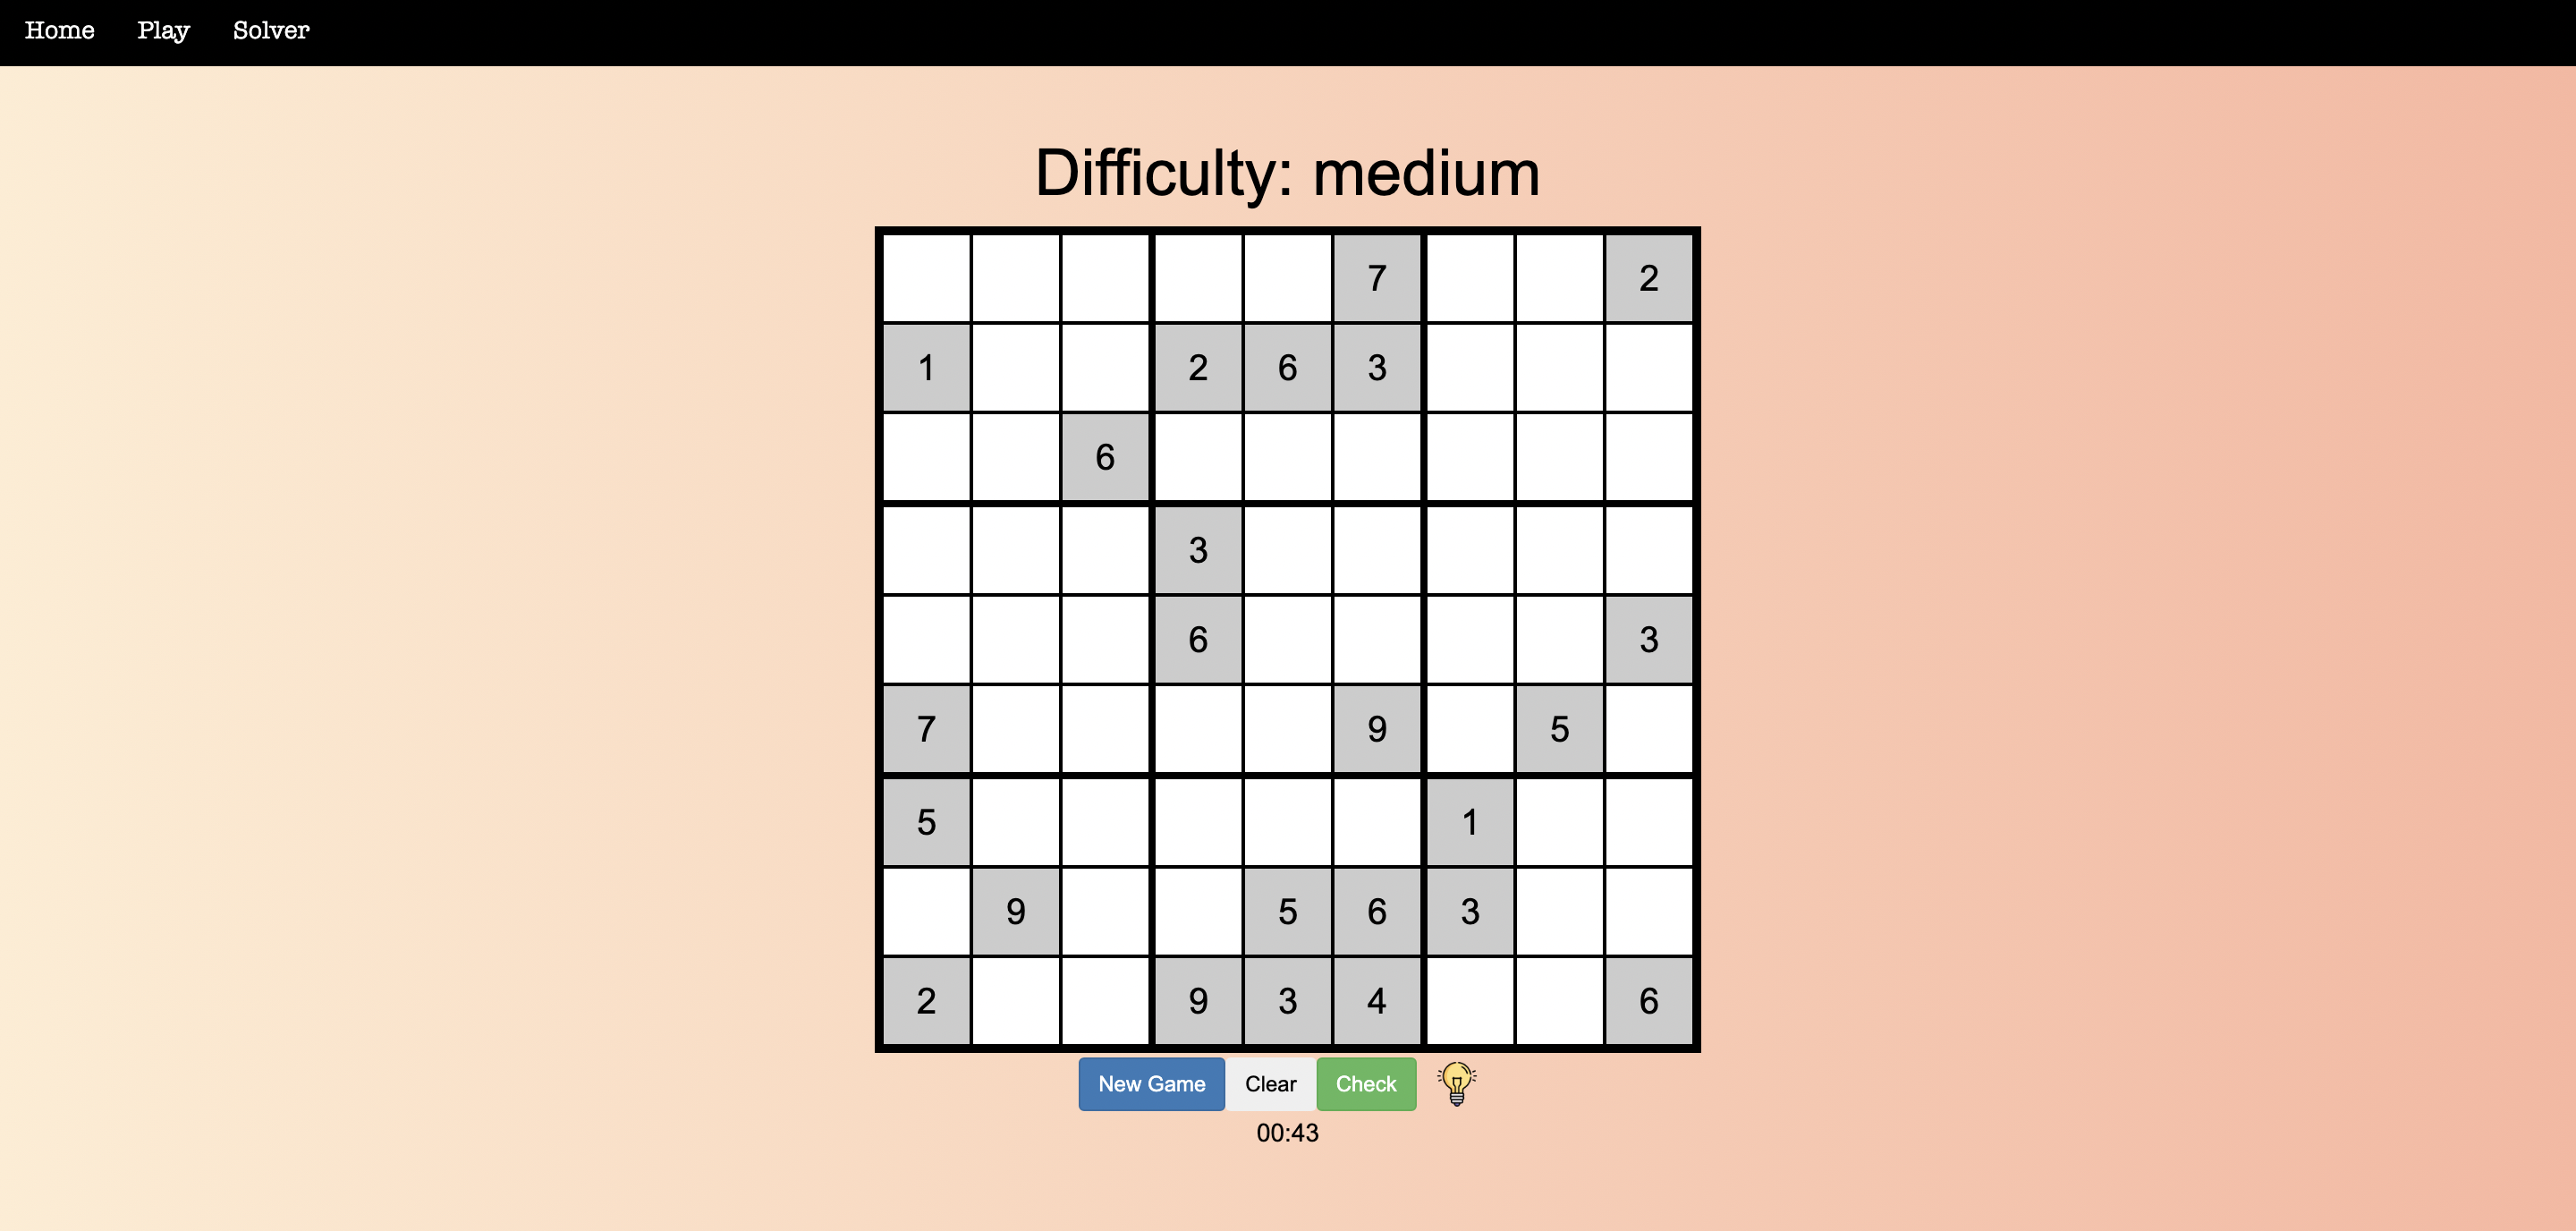 Home Play Solver
Difficulty: medium
7 2
1 2 6 3
6
3
6 3
7 9 5
5 1
9 5 6 3
2 9 3 4 6
New Game Clear Check
00:43